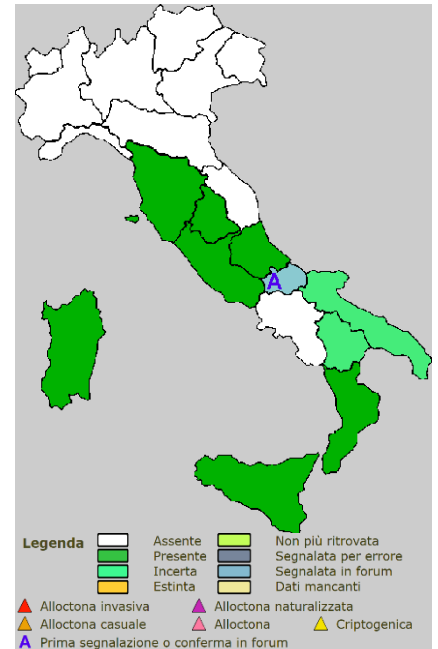 A
Legenda
Assente
Non più ritrovata
Presente
Segnalata per errore
Incerta
Segnalata in forum
Estinta
Dati mancanti
Alloctona invasiva
Alloctona naturalizzata
Alloctona casuale
Alloctona
Criptogenica
A Prima segnalazione o conferma in forum